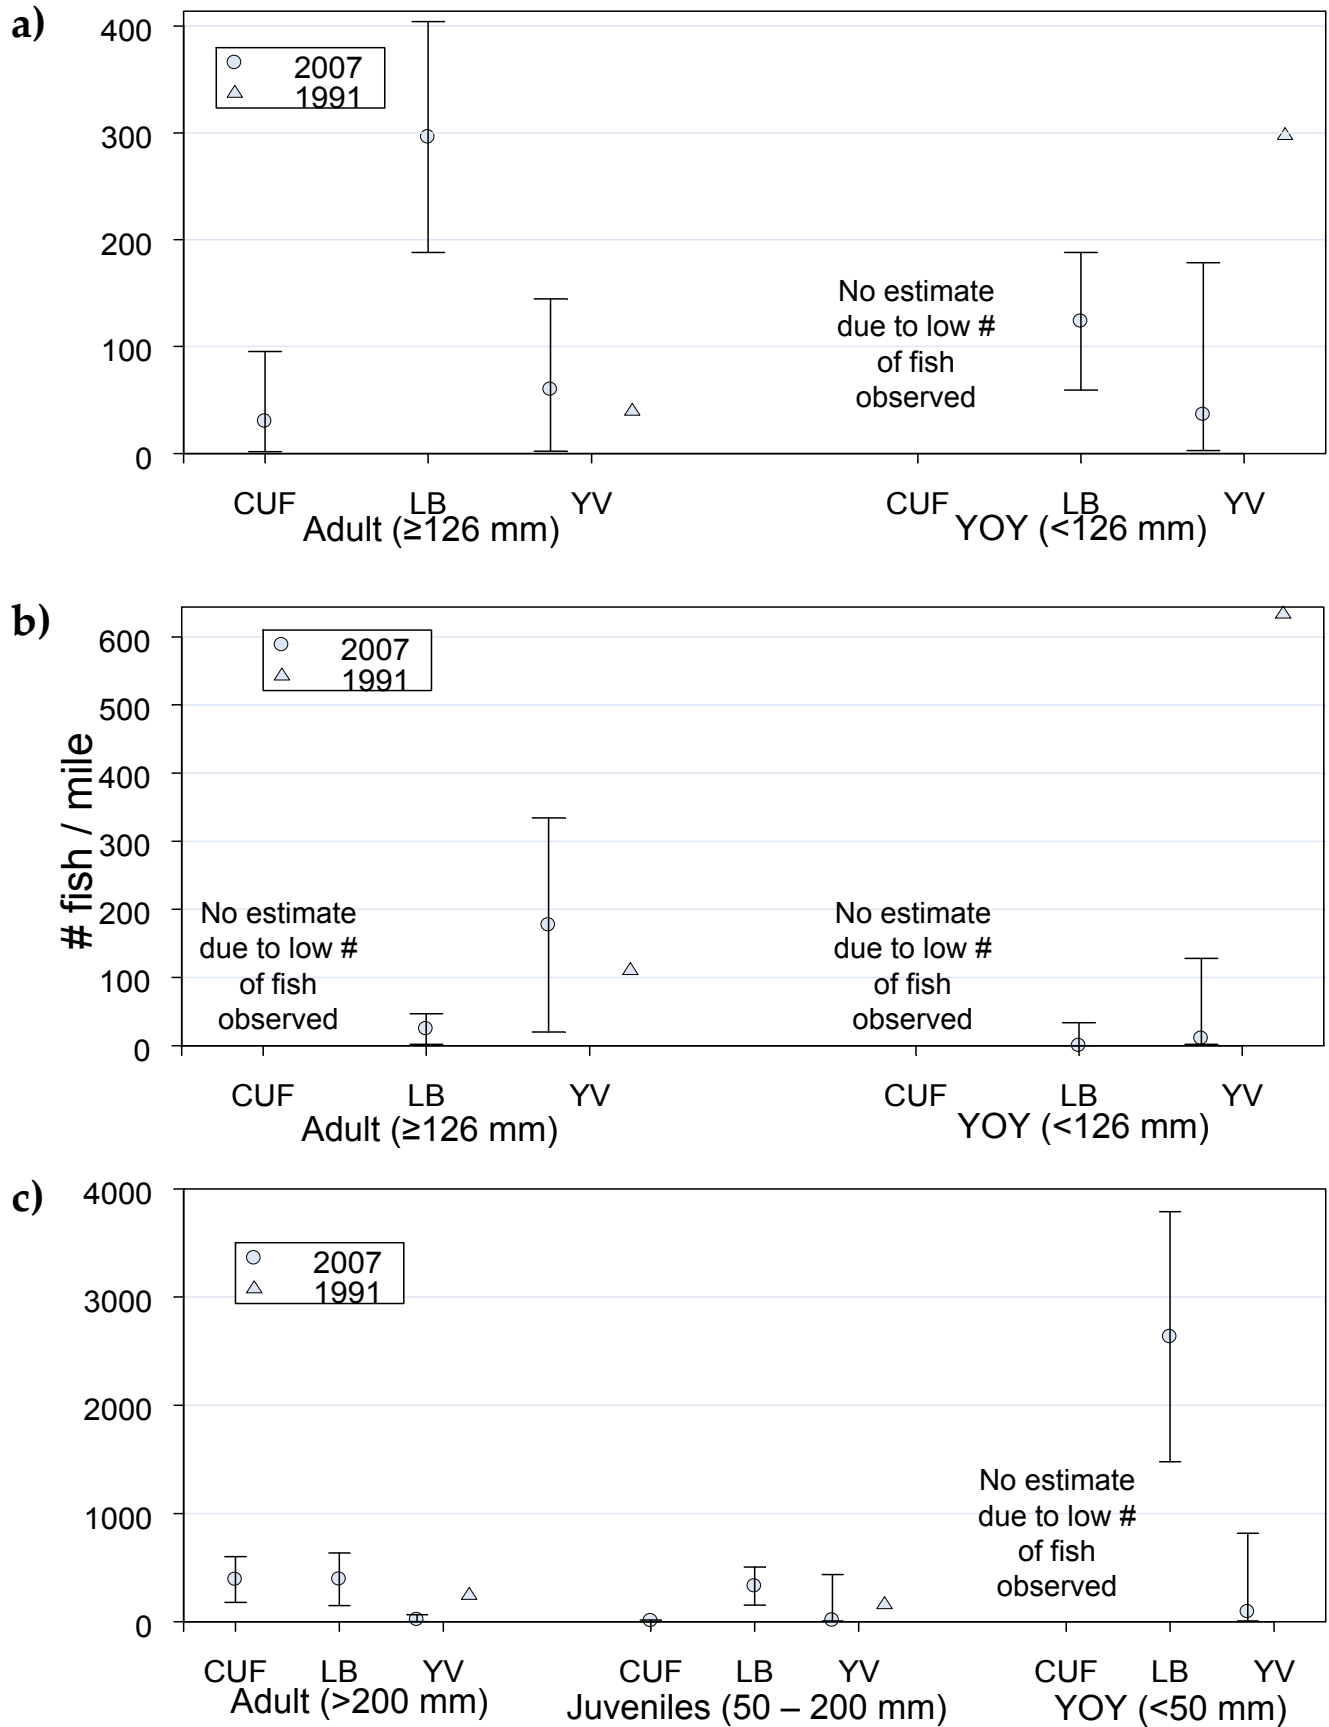 a)
400
2007
1991
300
200
No estimate
due to low #
of fish
observed
100
0
CUF LB YV CUF LB YV
Adult (≥126 mm) YOY (<126 mm)
b)
# fish / mile
600
2007
1991
500
400
300
200
No estimate
due to low #
of fish
observed
No estimate
due to low #
of fish
observed
100
0
CUF LB YV CUF LB YV
Adult (≥126 mm) YOY (<126 mm)
c)
4000
2007
1991
3000
2000
No estimate
due to low #
of fish
observed
1000
0
CUF LB YV CUF LB YV CUF LB YV
Adult (>200 mm) Juveniles (50 – 200 mm) YOY (<50 mm)